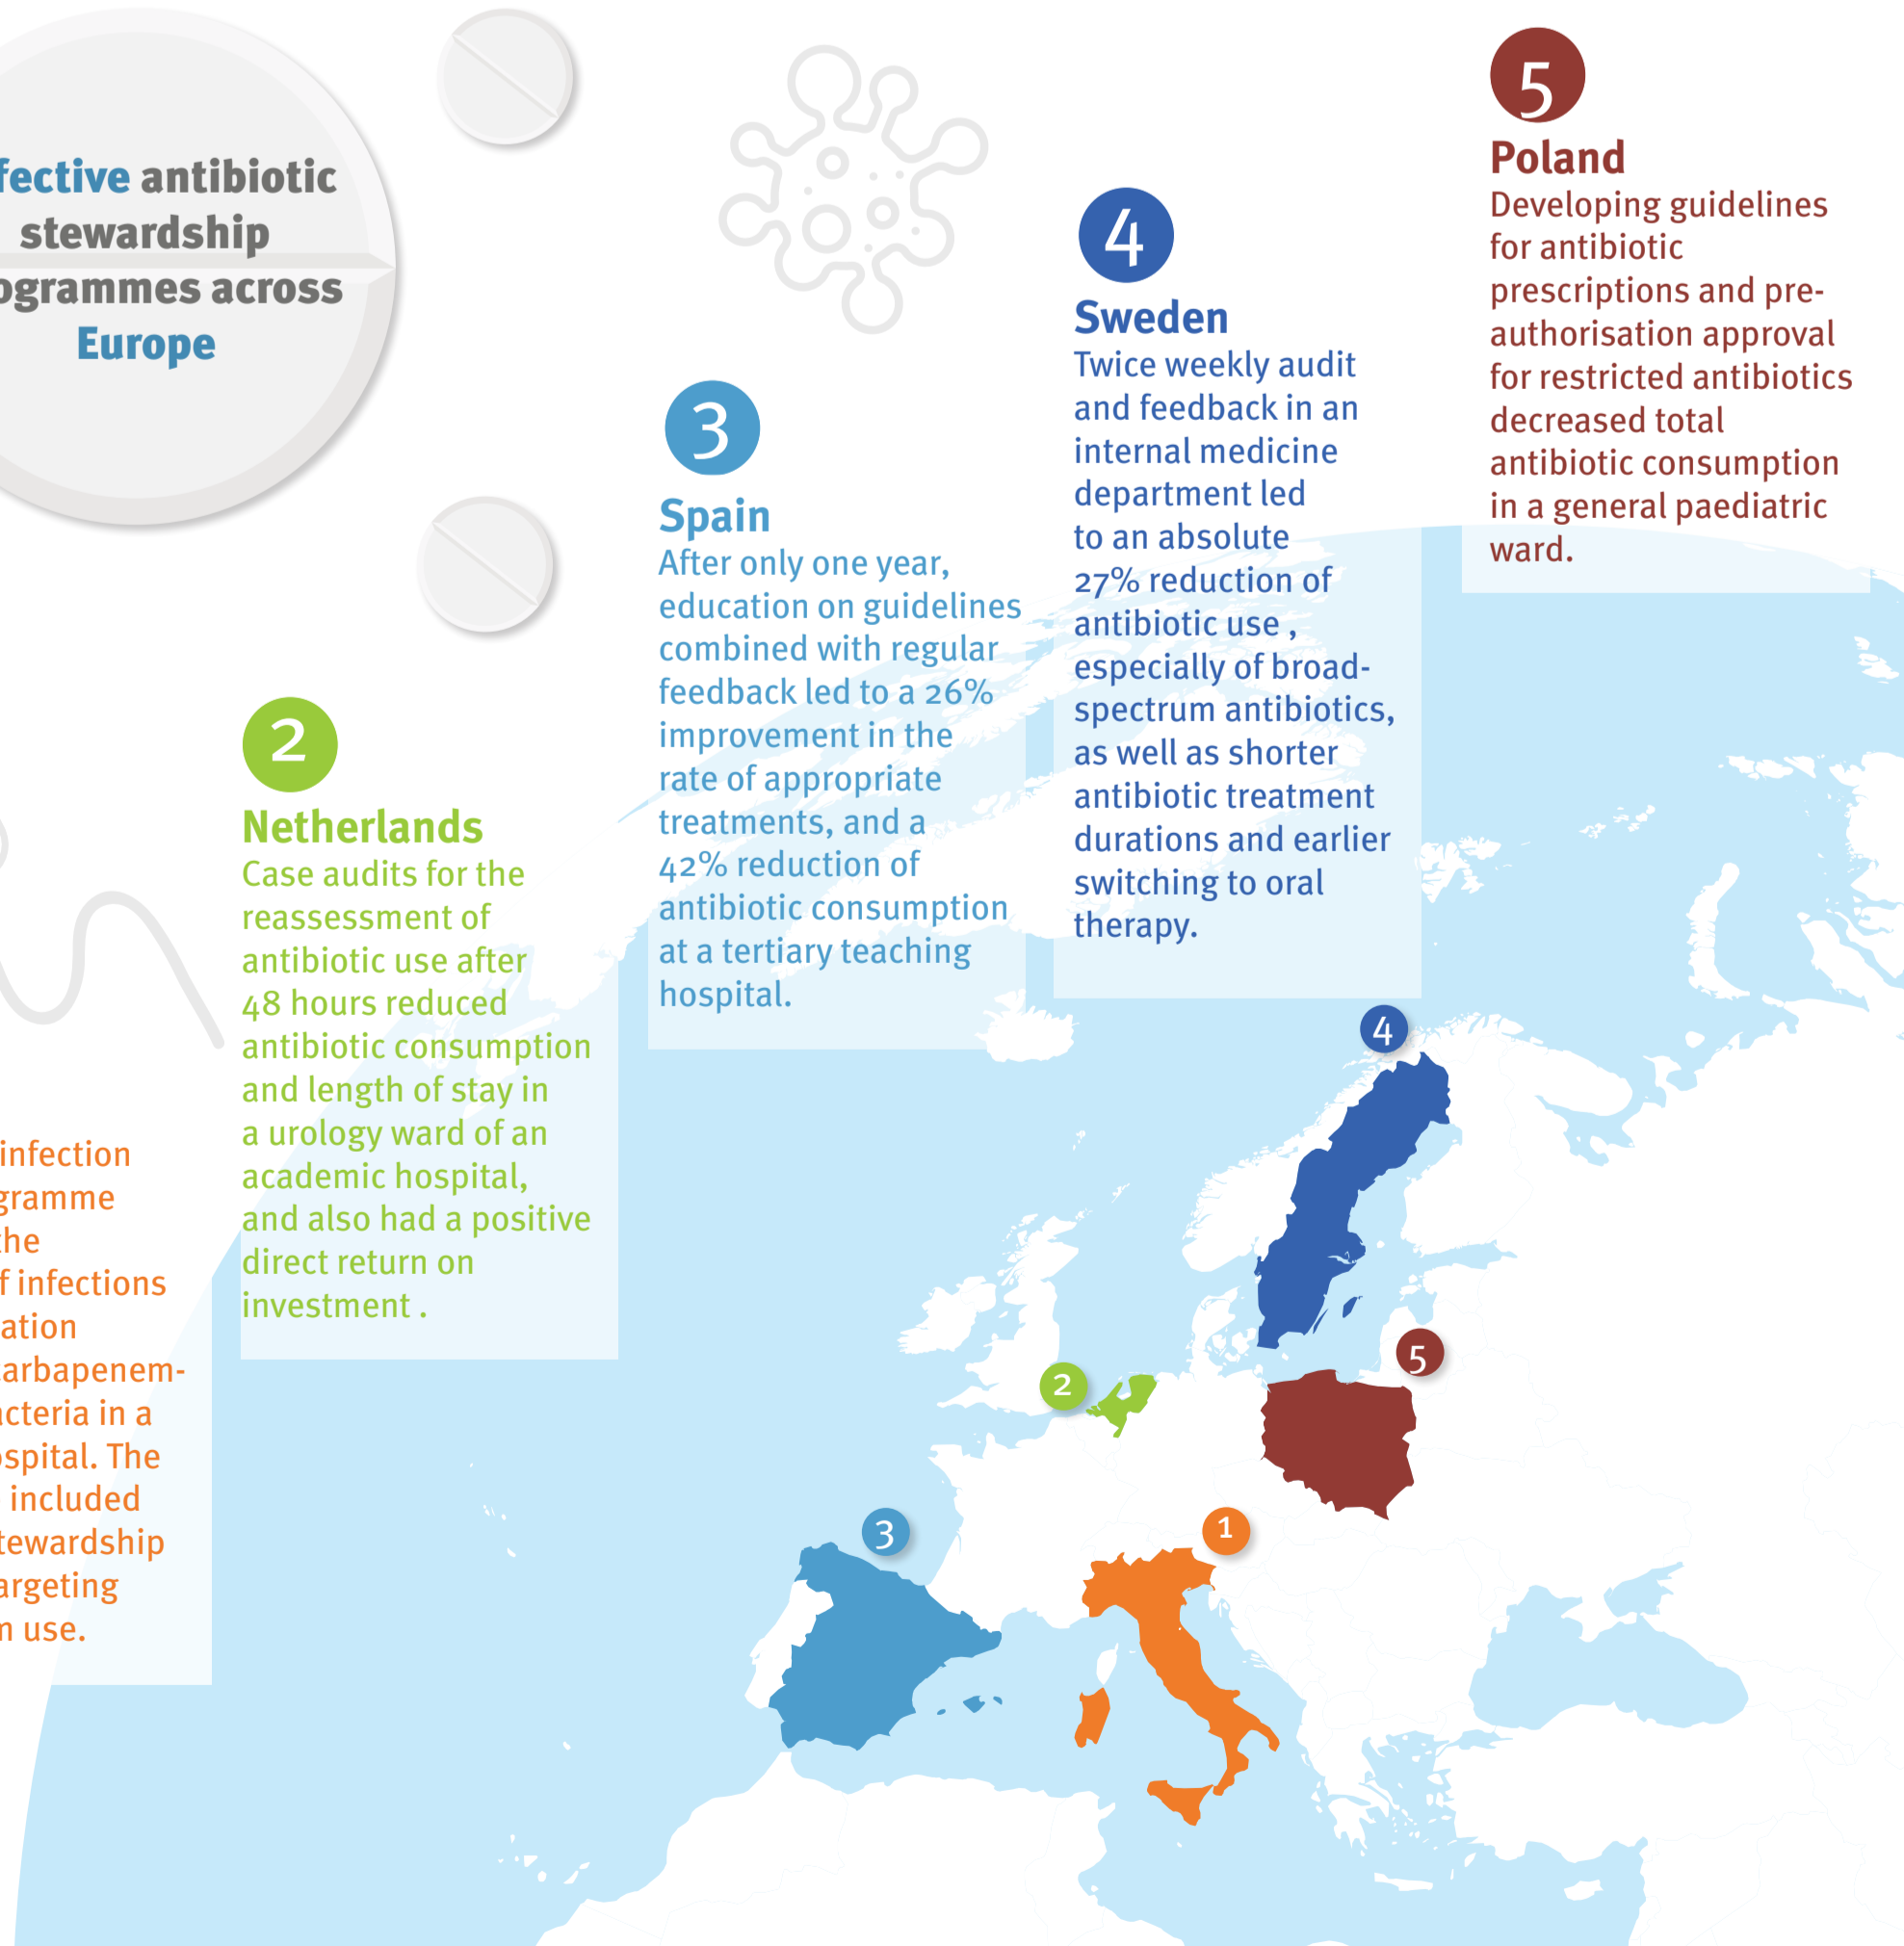 fective antibiotic
stewardship
ogrammes across
Europe
infection
gramme
he
f infections
ation
arbapenem-
acteria in a
ospital. The
included
tewardship
argeting
n use.
2
Netherlands
Case audits for the
reassessment of
antibiotic use after
48 hours reduced
antibiotic consumption
and length of stay in
a urology ward of an
academic hospital,
and also had a positive
direct return on
investment .
3
Spain
After only one year,
education on guidelines
combined with regular
feedback led to a 26%
improvement in the
rate of appropriate
treatments, and a
42% reduction of
antibiotic consumption
at a tertiary teaching
hospital.
4
Sweden
Twice weekly audit
and feedback in an
internal medicine
department led
to an absolute
27% reduction of
antibiotic use ,
especially of broad-
spectrum antibiotics,
as well as shorter
antibiotic treatment
durations and earlier
switching to oral
therapy.
5
Poland
Developing guidelines
for antibiotic
prescriptions and pre-
authorisation approval
for restricted antibiotics
decreased total
antibiotic consumption
in a general paediatric
ward.
4
5
2
3
1